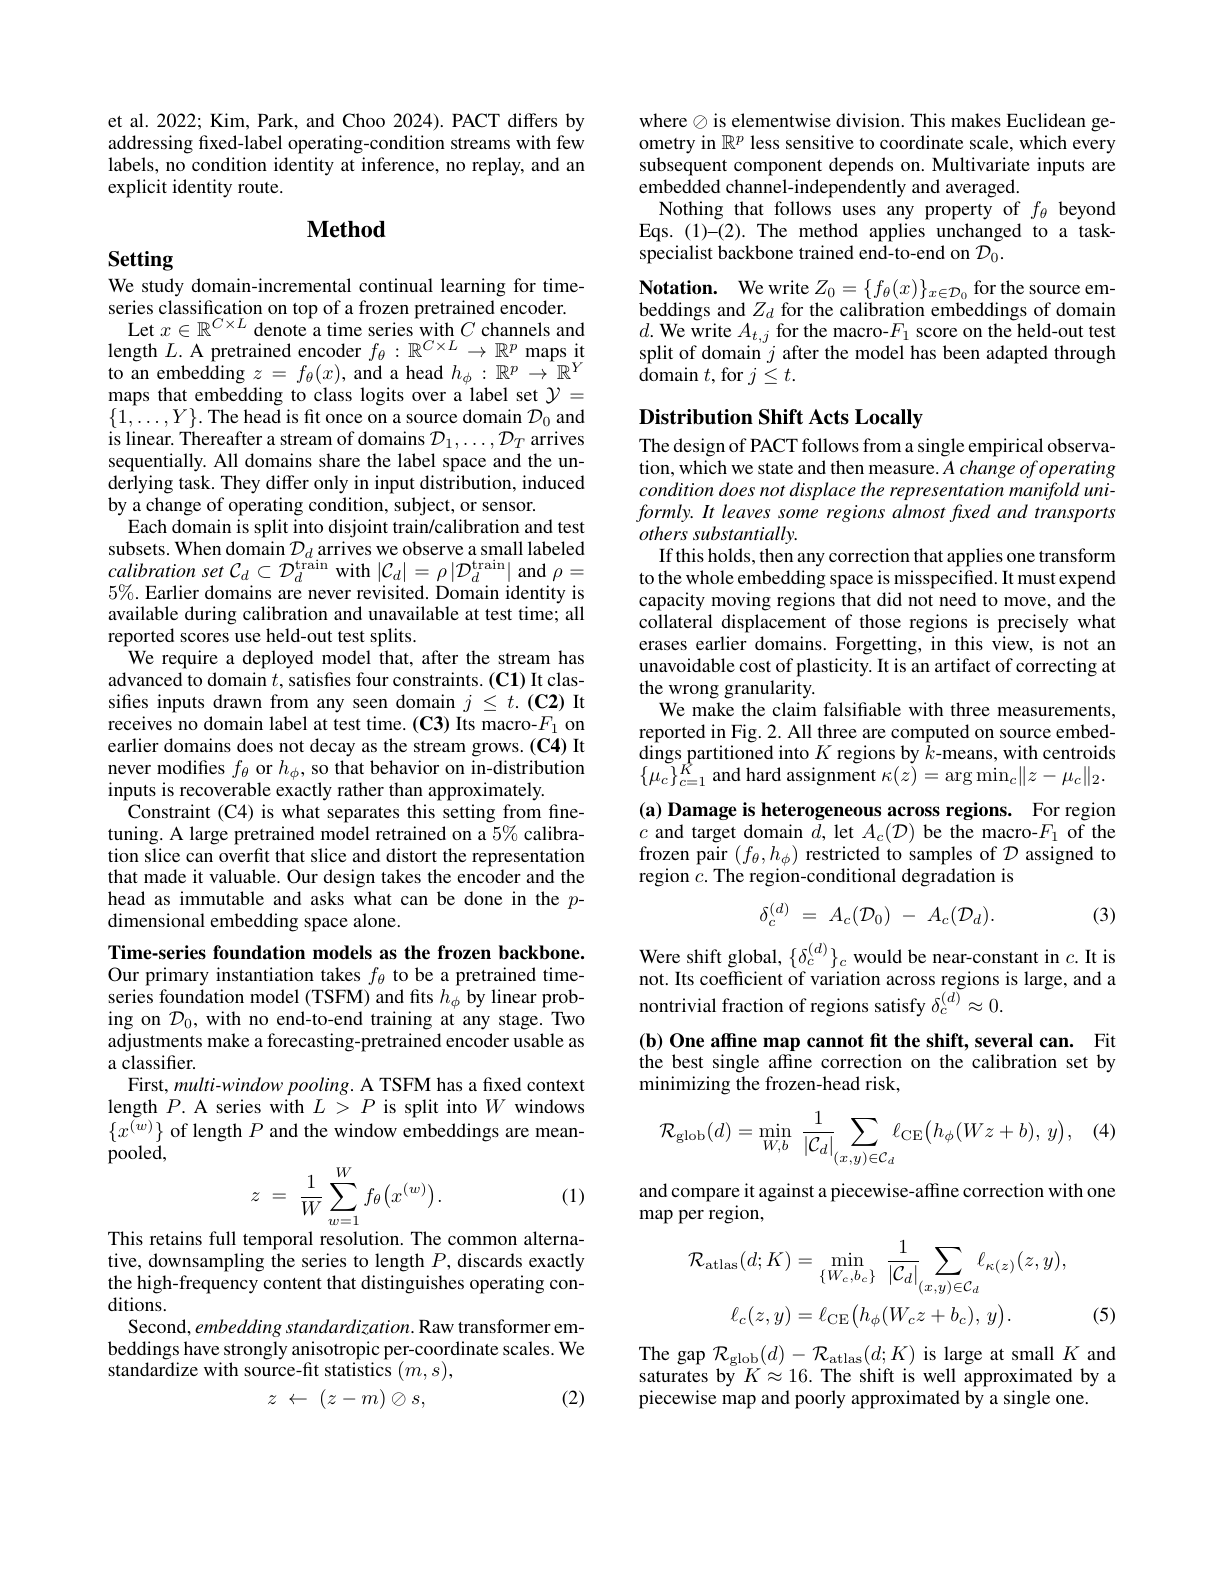 et al. 2022; Kim, Park, and Choo 2024). PACT differs by
addressing fixed-label operating-condition streams with few
labels, no condition identity at inference, no replay, and an
explicit identity route.
Method
Setting
We study domain-incremental continual learning for time-
series classification on top of a frozen pretrained encoder.
Let x ∈ ℝ^{C×L} denote a time series with C channels and
length L. A pretrained encoder f_θ : ℝ^{C×L} → ℝ^p maps it
to an embedding z = f_θ(x), and a head h_ϕ : ℝ^p → ℝ^Y
maps that embedding to class logits over a label set 𝒴 =
{1, . . . , Y}. The head is fit once on a source domain 𝒟_0 and
is linear. Thereafter a stream of domains 𝒟_1, . . . , 𝒟_T arrives
sequentially. All domains share the label space and the un-
derlying task. They differ only in input distribution, induced
by a change of operating condition, subject, or sensor.
Each domain is split into disjoint train/calibration and test
subsets. When domain 𝒟_d arrives we observe a small labeled
calibration set 𝒞_d ⊂ 𝒟_d^{train} with |𝒞_d| = ρ |𝒟_d^{train}| and ρ =
5%. Earlier domains are never revisited. Domain identity is
available during calibration and unavailable at test time; all
reported scores use held-out test splits.
We require a deployed model that, after the stream has
advanced to domain t, satisfies four constraints. (C1) It clas-
sifies inputs drawn from any seen domain j ≤ t. (C2) It
receives no domain label at test time. (C3) Its macro-F_1 on
earlier domains does not decay as the stream grows. (C4) It
never modifies f_θ or h_ϕ, so that behavior on in-distribution
inputs is recoverable exactly rather than approximately.
Constraint (C4) is what separates this setting from fine-
tuning. A large pretrained model retrained on a 5% calibra-
tion slice can overfit that slice and distort the representation
that made it valuable. Our design takes the encoder and the
head as immutable and asks what can be done in the p-
dimensional embedding space alone.
Time-series foundation models as the frozen backbone.
Our primary instantiation takes f_θ to be a pretrained time-
series foundation model (TSFM) and fits h_ϕ by linear prob-
ing on 𝒟_0, with no end-to-end training at any stage. Two
adjustments make a forecasting-pretrained encoder usable as
a classifier.
First, multi-window pooling. A TSFM has a fixed context
length P. A series with L > P is split into W windows
{x^{(w)}} of length P and the window embeddings are mean-
pooled,
z = \frac{1}{W} \sum_{w=1}^{W} f_θ(x^{(w)}). (1)
This retains full temporal resolution. The common alterna-
tive, downsampling the series to length P, discards exactly
the high-frequency content that distinguishes operating con-
ditions.
Second, embedding standardization. Raw transformer em-
beddings have strongly anisotropic per-coordinate scales. We
standardize with source-fit statistics (m, s),
z ← (z − m) ⊘ s, (2)
where ⊘ is elementwise division. This makes Euclidean ge-
ometry in ℝ^p less sensitive to coordinate scale, which every
subsequent component depends on. Multivariate inputs are
embedded channel-independently and averaged.
Nothing that follows uses any property of f_θ beyond
Eqs. (1)–(2). The method applies unchanged to a task-
specialist backbone trained end-to-end on 𝒟_0.
Notation. We write Z_0 = {f_θ(x)}_{x∈𝒟_0} for the source em-
beddings and Z_d for the calibration embeddings of domain
d. We write A_{t,j} for the macro-F_1 score on the held-out test
split of domain j after the model has been adapted through
domain t, for j ≤ t.
Distribution Shift Acts Locally
The design of PACT follows from a single empirical observa-
tion, which we state and then measure. A change of operating
condition does not displace the representation manifold uni-
formly. It leaves some regions almost fixed and transports
others substantially.
If this holds, then any correction that applies one transform
to the whole embedding space is misspecified. It must expend
capacity moving regions that did not need to move, and the
collateral displacement of those regions is precisely what
erases earlier domains. Forgetting, in this view, is not an
unavoidable cost of plasticity. It is an artifact of correcting at
the wrong granularity.
We make the claim falsifiable with three measurements,
reported in Fig. 2. All three are computed on source embed-
dings partitioned into K regions by k-means, with centroids
{μ_c}_{c=1}^K and hard assignment κ(z) = arg min_c ‖z − μ_c‖_2.
(a) Damage is heterogeneous across regions. For region
c and target domain d, let A_c(𝒟) be the macro-F_1 of the
frozen pair (f_θ, h_ϕ) restricted to samples of 𝒟 assigned to
region c. The region-conditional degradation is
δ_c^{(d)} = A_c(𝒟_0) − A_c(𝒟_d). (3)
Were shift global, {δ_c^{(d)}}_c would be near-constant in c. It is
not. Its coefficient of variation across regions is large, and a
nontrivial fraction of regions satisfy δ_c^{(d)} ≈ 0.
(b) One affine map cannot fit the shift, several can. Fit
the best single affine correction on the calibration set by
minimizing the frozen-head risk,
ℛ_{glob}(d) = \min_{W,b} \frac{1}{|𝒞_d|} \sum_{(x,y)∈𝒞_d} ℓ_{CE}(h_ϕ(Wz + b), y), (4)
and compare it against a piecewise-affine correction with one
map per region,
ℛ_{atlas}(d; K) = \min_{\{W_c,b_c\}} \frac{1}{|𝒞_d|} \sum_{(x,y)∈𝒞_d} ℓ_{κ(z)}(z, y),
ℓ_c(z, y) = ℓ_{CE}(h_ϕ(W_c z + b_c), y). (5)
The gap ℛ_{glob}(d) − ℛ_{atlas}(d; K) is large at small K and
saturates by K ≈ 16. The shift is well approximated by a
piecewise map and poorly approximated by a single one.